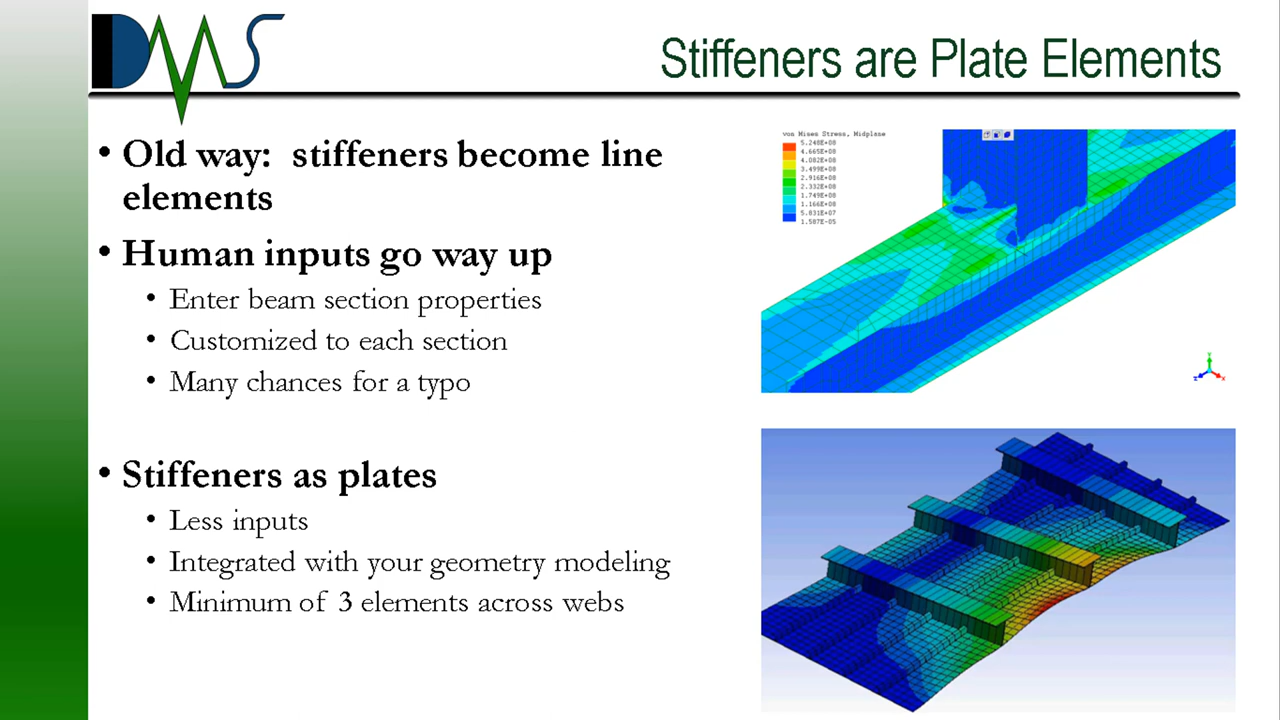 DMS
Stiffeners are Plate Elements
• Old way: stiffeners become line
elements
• Human inputs go way up
• Enter beam section properties
• Customized to each section
• Many chances for a typo
• Stiffeners as plates
• Less inputs
• Integrated with your geometry modeling
• Minimum of 3 elements across webs
von Mises Stress, Midplane
5.248E+08
4.665E+08
4.082E+08
3.499E+08
2.916E+08
2.332E+08
1.749E+08
1.166E+08
5.831E+07
1.587E-05
Y
Z
X